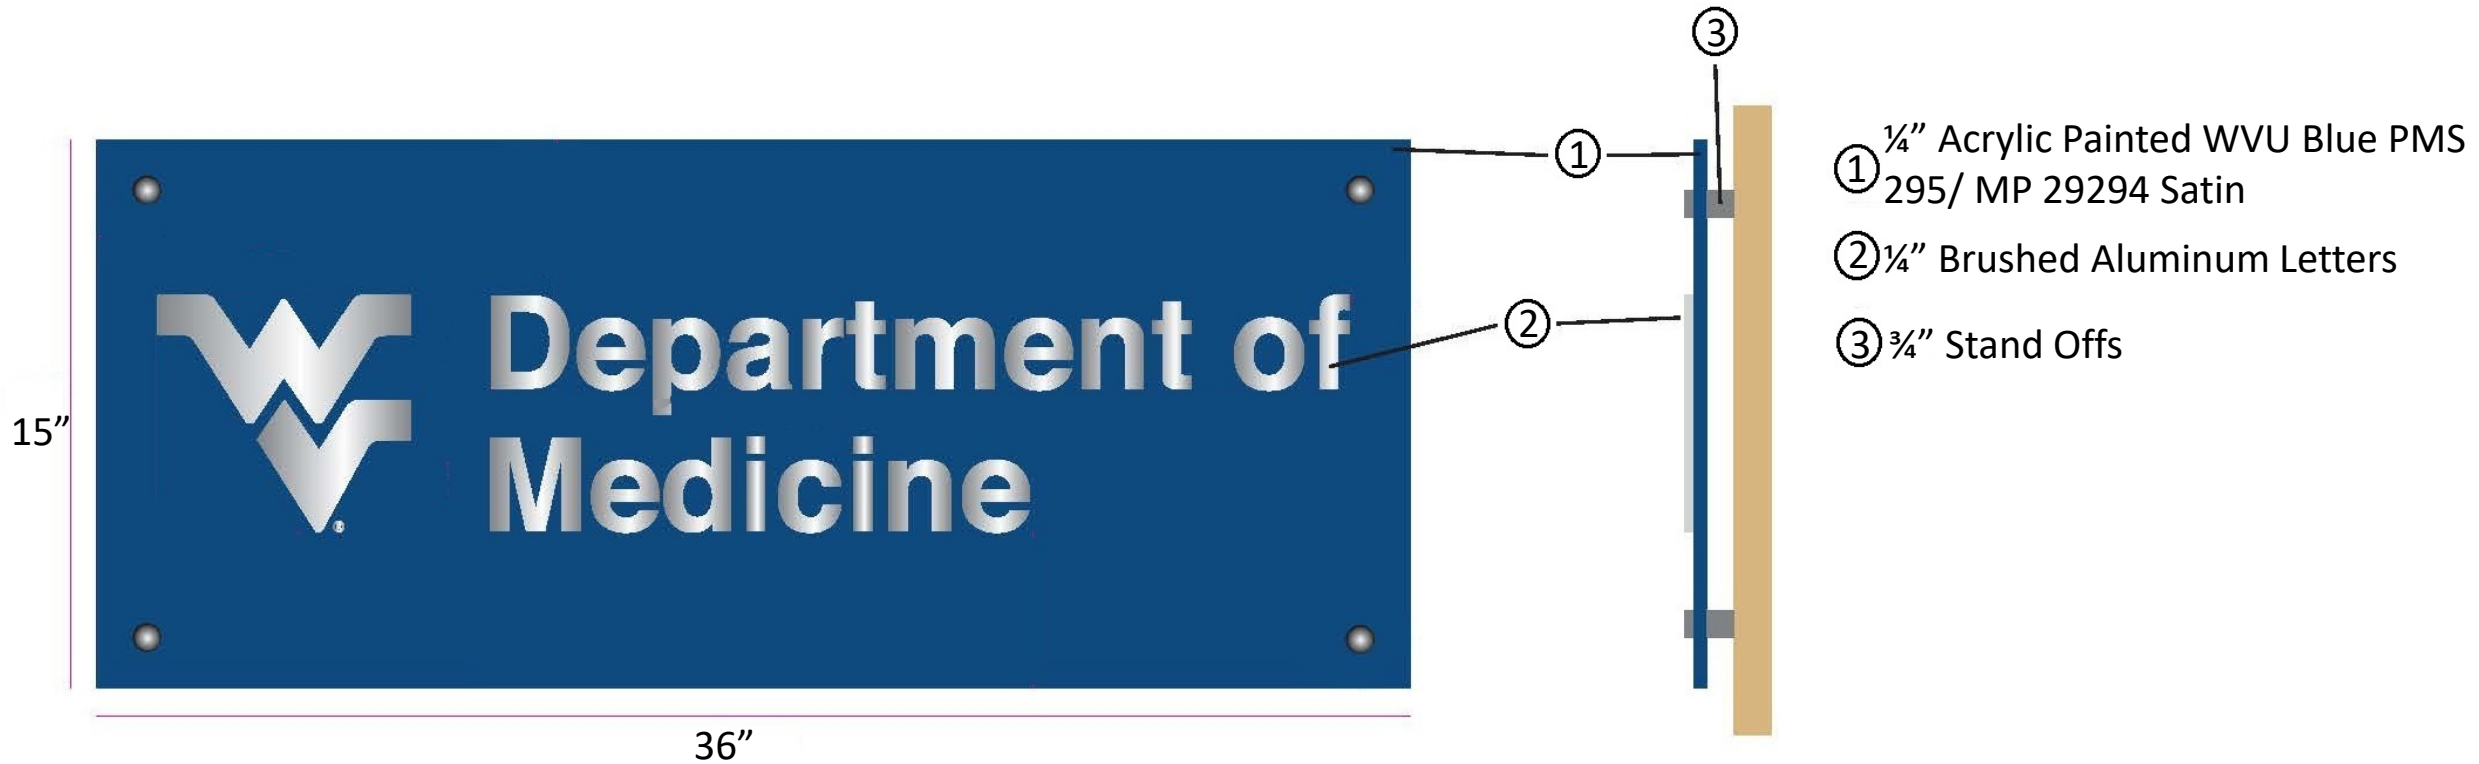 3
1
Department of
Medicine
®
2
15”
36”
1 ¼” Acrylic Painted WVU Blue PMS
295/ MP 29294 Satin
2 ¼” Brushed Aluminum Letters
3 ¾” Stand Offs